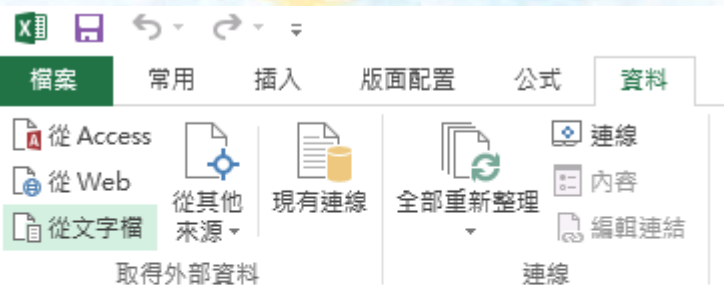 檔案 常用 插入 版面配置 公式 資料
從 Access
從 Web
從文字檔
從其他
來源
現有連線
全部重新整理
連線
內容
編輯連結
取得外部資料
連線